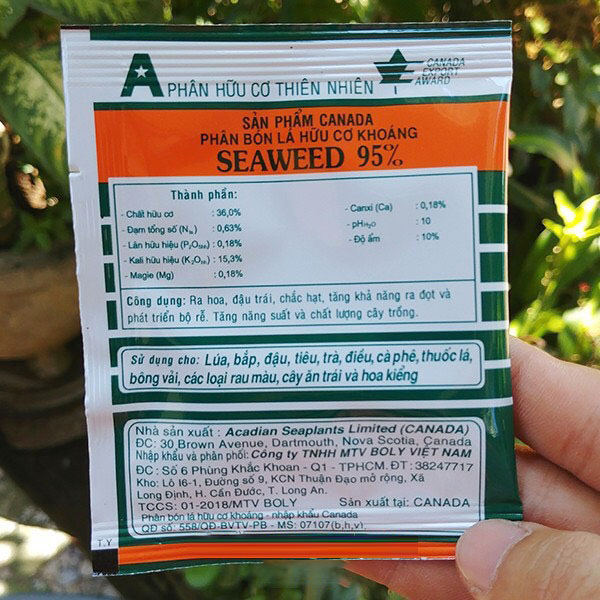 A PHÂN HỮU CƠ THIÊN NHIÊN
CANADA
EXPORT
AWARD
SẢN PHẨM CANADA
PHÂN BÓN LÁ HỮU CƠ KHOÁNG
SEAWEED 95%
Thành phần:
- Chất hữu cơ : 36,0%
- Đạm tổng số (Nts) : 0,63%
- Lân hữu hiệu (P2O5hh) : 0,18%
- Kali hữu hiệu (K2Ohh) : 15,3%
- Magie (Mg) : 0,18%
- Canxi (Ca) : 0,18%
- pHH2O : 10
- Độ ẩm : 10%
Công dụng: Ra hoa, đậu trái, chắc hạt, tăng khả năng ra đọt và
phát triển bộ rễ. Tăng năng suất và chất lượng cây trồng.
Sử dụng cho: Lúa, bắp, đậu, tiêu, trà, điều, cà phê, thuốc lá,
bông vải, các loại rau màu, cây ăn trái và hoa kiểng
Nhà sản xuất : Acadian Seaplants Limited (CANADA)
ĐC: 30 Brown Avenue, Dartmouth, Nova Scotia, Canada
Nhập khẩu và phân phối: Công ty TNHH MTV BOLY VIỆT NAM
ĐC: Số 6 Phùng Khắc Khoan - Q1 - TPHCM. ĐT: 38247717
Kho: Lô I6-1, Đường số 9, KCN Thuận Đạo mở rộng, Xã
Long Định, H. Cần Đước, T. Long An.
TCCS: 01-2018/MTV BOLY Sản xuất tại: CANADA
Phân bón lá hữu cơ khoáng - nhập khẩu Canada
QĐ số: 558/QĐ-BVTV-PB - MS: 07107(b,h,v).
T.Y